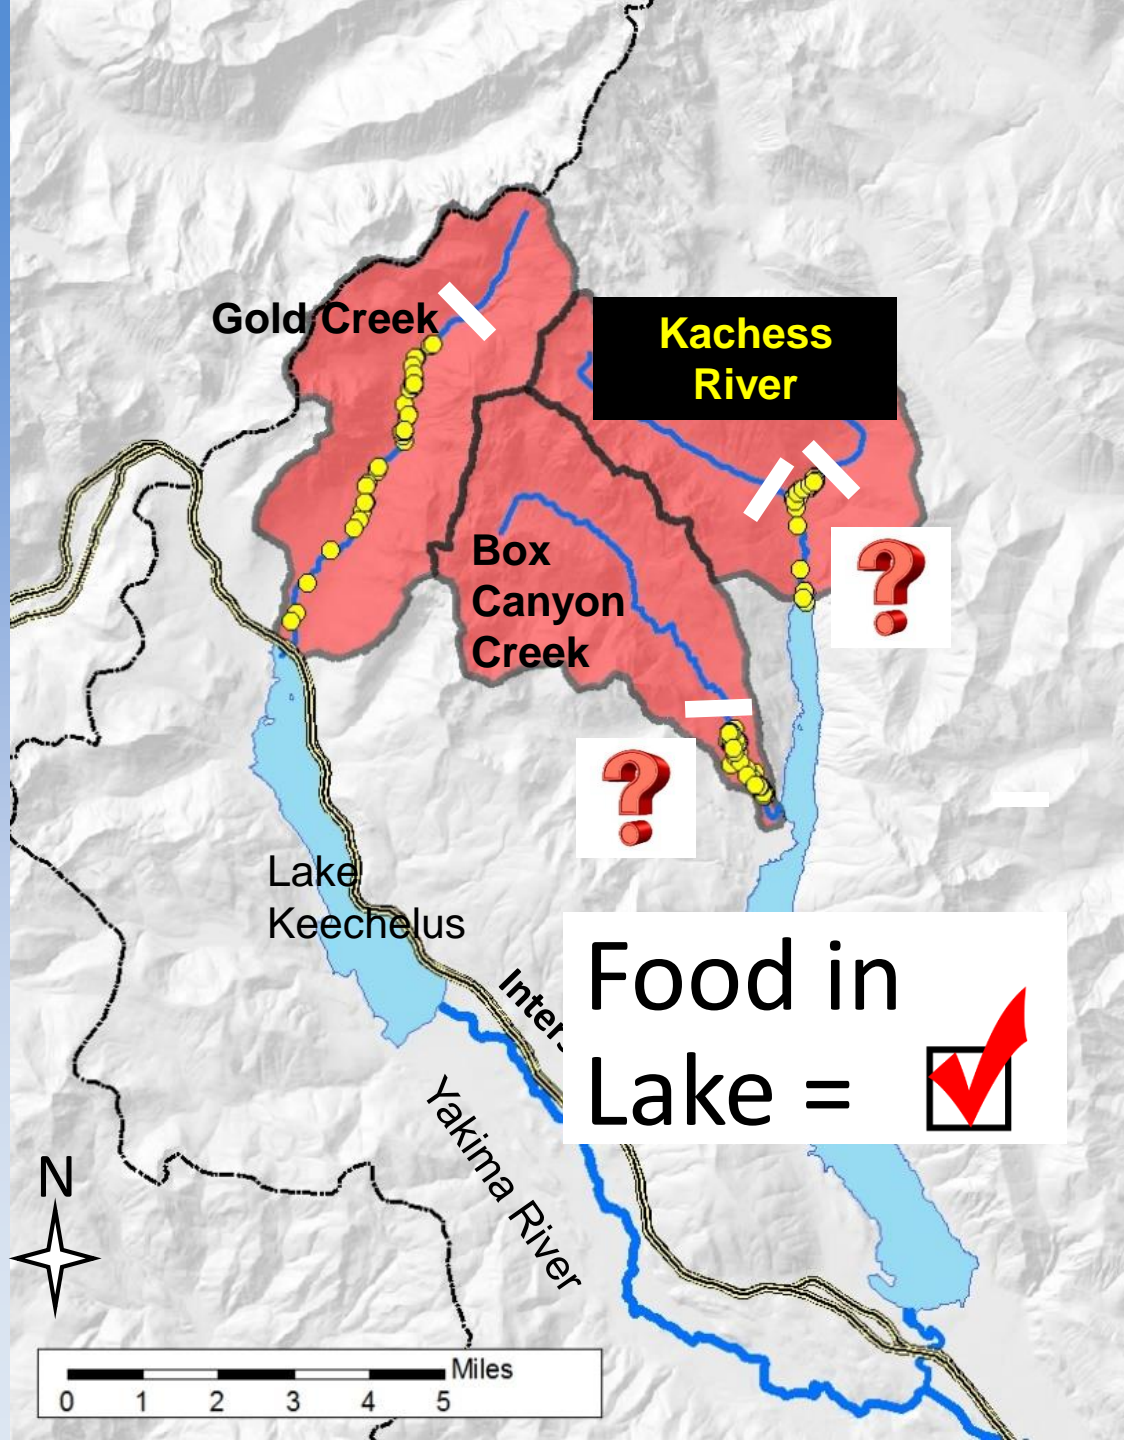 Gold Creek
Kachess
River
Box
Canyon
Creek
?
?
Lake
Keechelus
Food in
Lake =
Yakima River
N
Miles
0 1 2 3 4 5